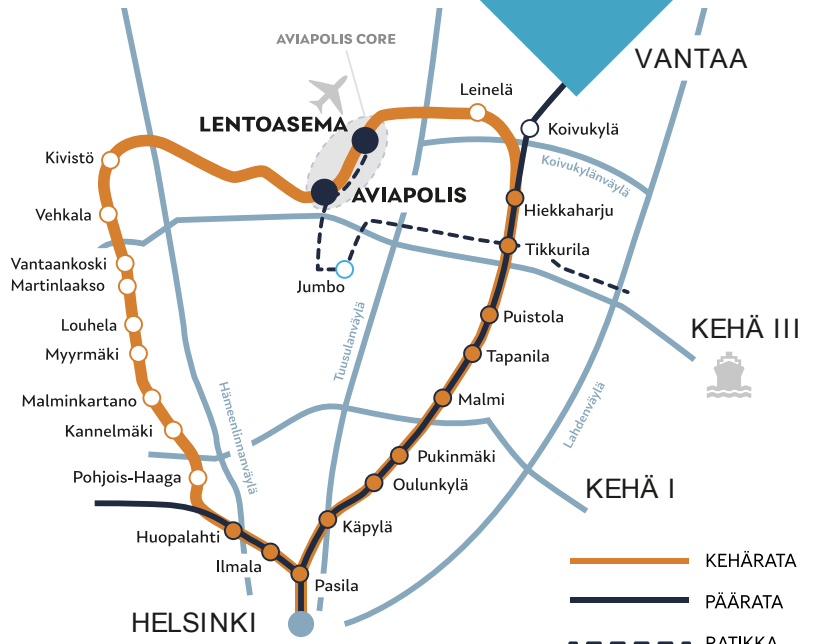 AVIAPOLIS CORE
VANTAA
Leinelä
LENTOASEMA
Koivukylä
Kivistö
Koivukylänväylä
AVIAPOLIS
Hiekkaharju
Vehkala
Tikkurila
Vantaankoski
Martinlaakso
Jumbo
Puistola
Louhela
KEHÄ III
Tuusulanväylä
Myyrmäki
Tapanila
Malminkartano
Malmi
Hämeenlinnanväylä
Lahdenväylä
Kannelmäki
Pukinmäki
Pohjois-Haaga
Oulunkylä
KEHÄ I
Huopalahti
Käpylä
Ilmala
KEHÄRATA
Pasila
PÄÄRATA
HELSINKI
RATIKKA